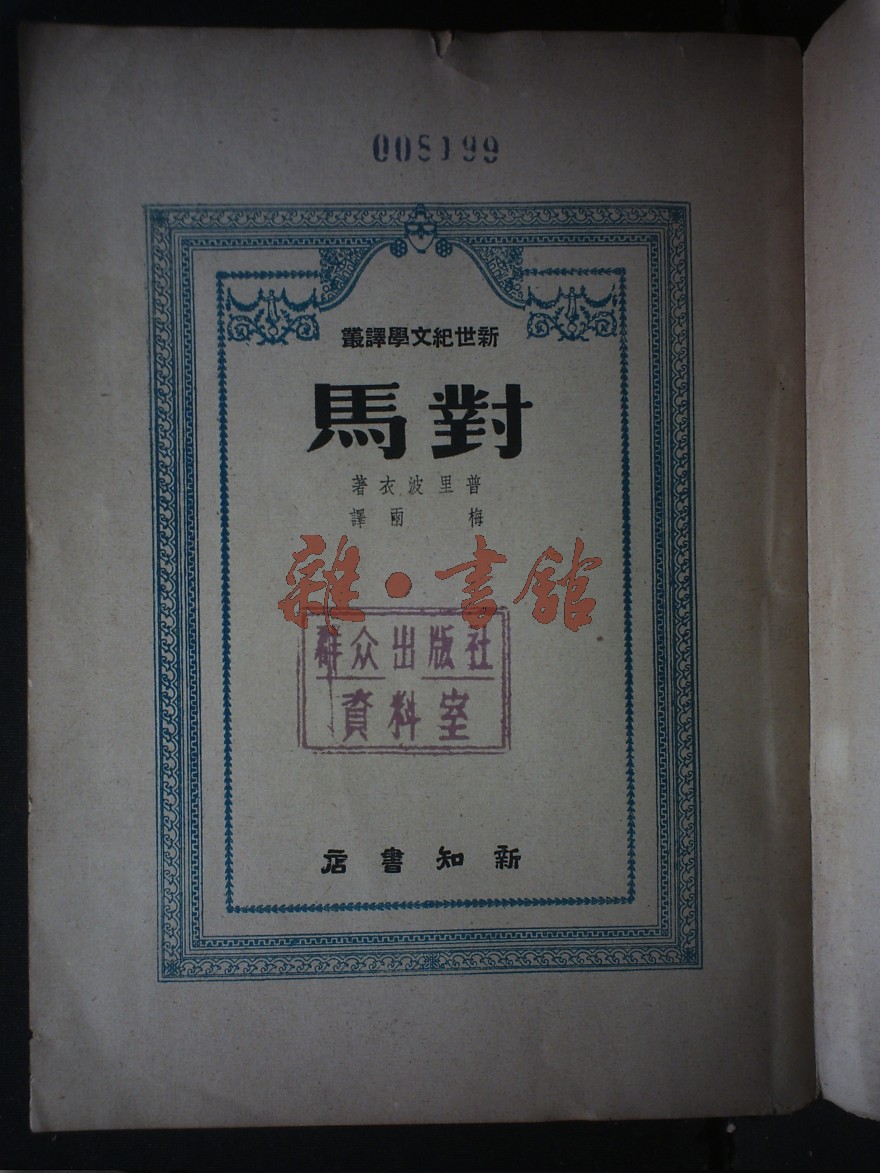 008199
新世紀文學譯叢
對馬
普里波衣著
梅雨譯
雜·書館
群众出版社
資料室
新知書店